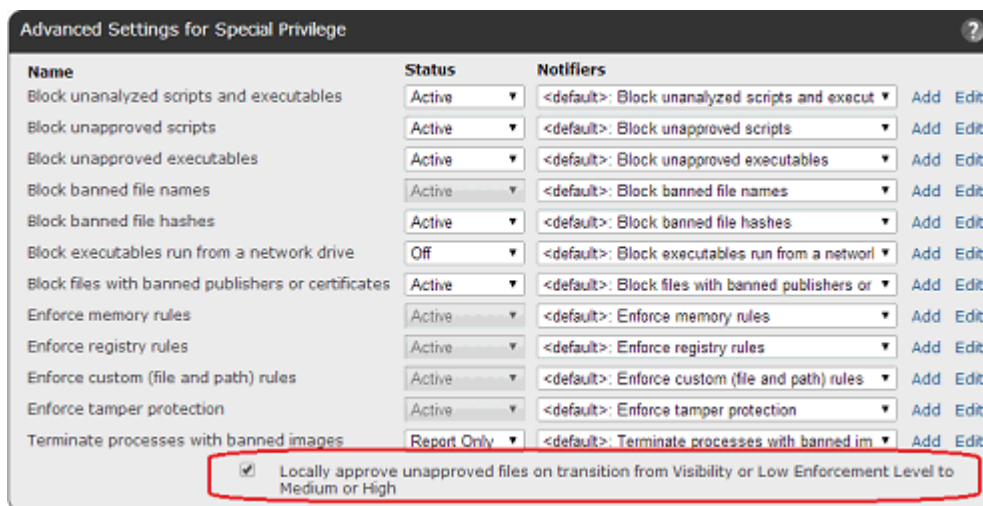 Advanced Settings for Special Privilege ?
Name Status Notifiers
Block unanalyzed scripts and executables Active <default>: Block unanalyzed scripts and execut Add Edit
Block unapproved scripts Active <default>: Block unapproved scripts Add Edit
Block unapproved executables Active <default>: Block unapproved executables Add Edit
Block banned file names Active <default>: Block banned file names Add Edit
Block banned file hashes Active <default>: Block banned file hashes Add Edit
Block executables run from a network drive Off <default>: Block executables run from a networl Add Edit
Block files with banned publishers or certificates Active <default>: Block files with banned publishers or Add Edit
Enforce memory rules Active <default>: Enforce memory rules Add Edit
Enforce registry rules Active <default>: Enforce registry rules Add Edit
Enforce custom (file and path) rules Active <default>: Enforce custom (file and path) rules Add Edit
Enforce tamper protection Active <default>: Enforce tamper protection Add Edit
Terminate processes with banned images Report Only <default>: Terminate processes with banned im Add Edit
Locally approve unapproved files on transition from Visibility or Low Enforcement Level to
Medium or High